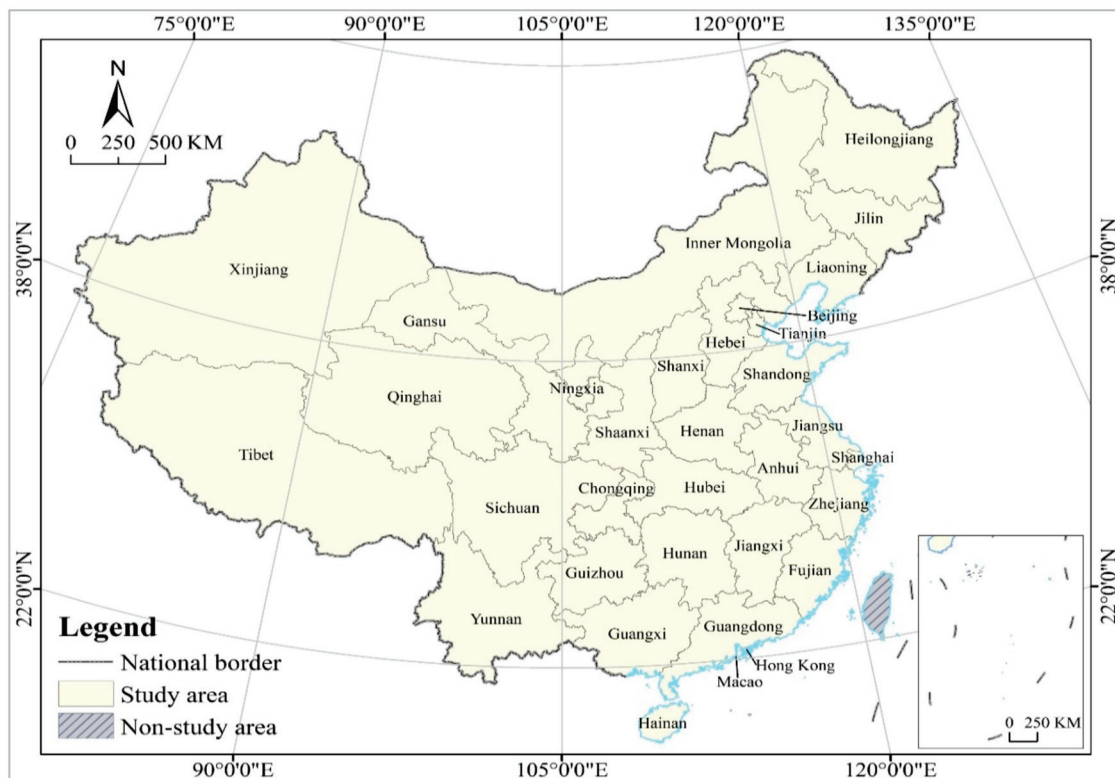 75°0'0"E
90°0'0"E
105°0'0"E
120°0'0"E
135°0'0"E
N
0 250 500 KM
38°0'0"N
38°0'0"N
22°0'0"N
22°0'0"N
Heilongjiang
Jilin
Inner Mongolia
Liaoning
Xinjiang
Beijing
Tianjin
Gansu
Hebei
Shanxi
Shandong
Ningxia
Qinghai
Shaanxi
Henan
Jiangsu
Tibet
Anhui
Shanghai
Chongqing
Hubei
Zhejiang
Sichuan
Hunan
Jiangxi
Guizhou
Fujian
Yunnan
Guangxi
Guangdong
Hong Kong
Macao
Hainan
Legend
National border
Study area
Non-study area
0 250 KM
90°0'0"E
105°0'0"E
120°0'0"E